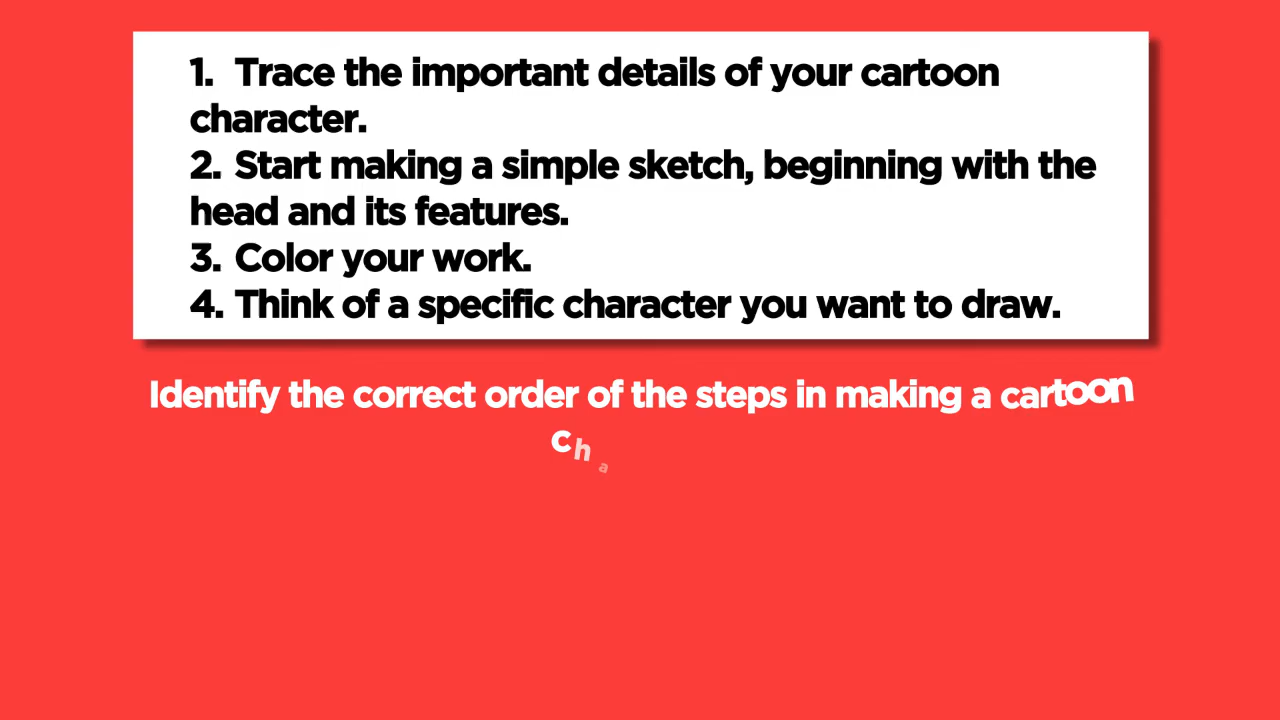 1. Trace the important details of your cartoon
character.
2. Start making a simple sketch, beginning with the
head and its features.
3. Color your work.
4. Think of a specific character you want to draw.
Identify the correct order of the steps in making a cartoon
cha